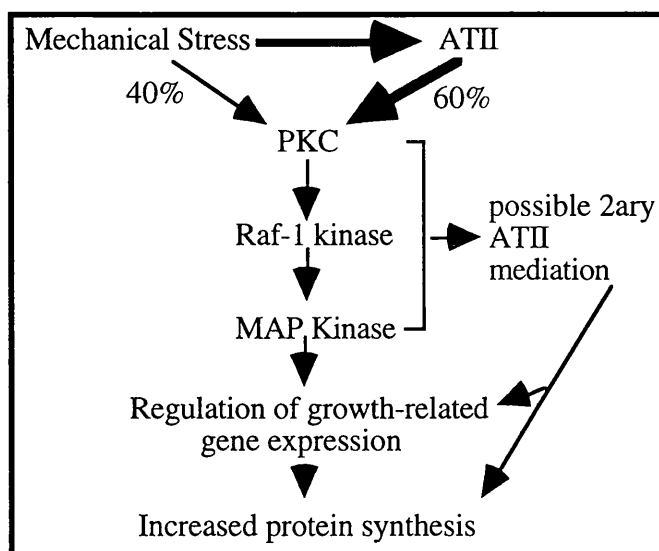 Mechanical Stress
ATII
40%
60%
PKC
Raf-1 kinase
possible 2ary
ATII
mediation
MAP Kinase
Regulation of growth-related
gene expression
Increased protein synthesis